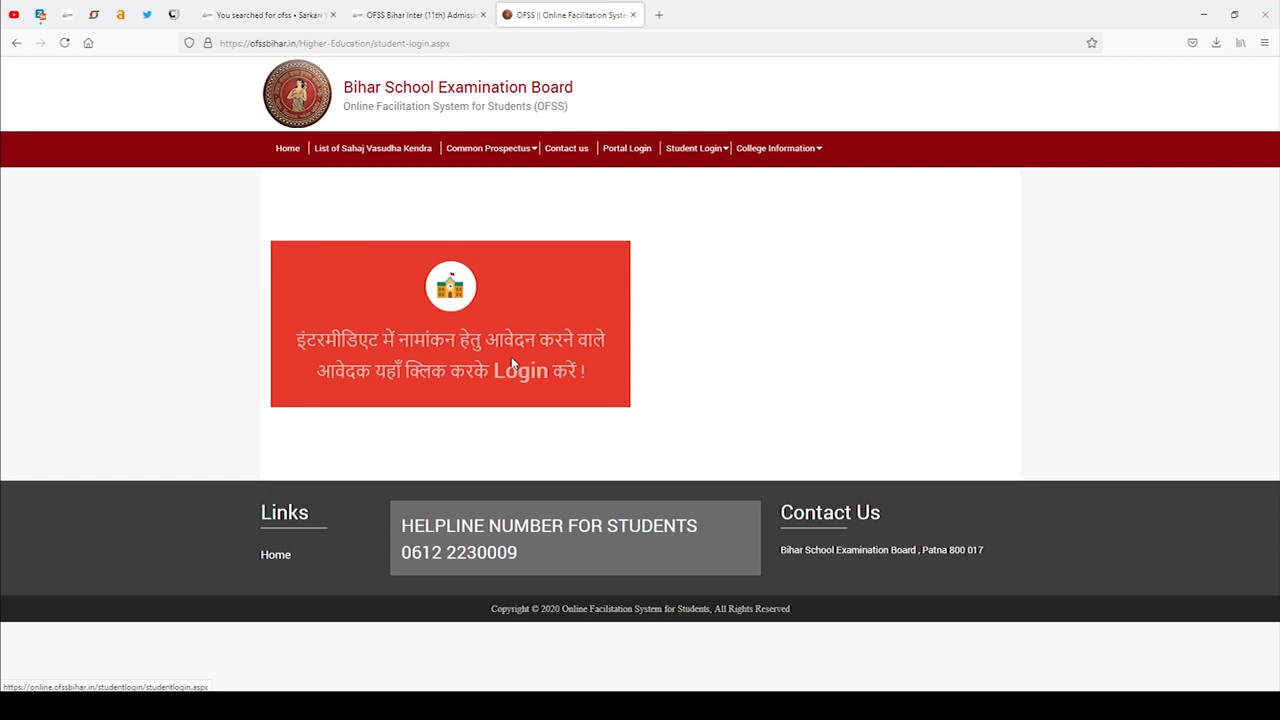 You searched for ofss • Sarkari
OFSS Bihar Inter (11th) Admiss
OFSS || Online Facilitation Syste
https://ofssbihar.in/Higher-Education/student-login.aspx
Bihar School Examination Board
Online Facilitation System for Students (OFSS)
Home List of Sahaj Vasudha Kendra Common Prospectus Contact us Portal Login Student Login College Information
इंटरमीडिएट में नामांकन हेतु आवेदन करने वाले
आवेदक यहाँ क्लिक करके Login करें !
Links
Home
HELPLINE NUMBER FOR STUDENTS
0612 2230009
Contact Us
Bihar School Examination Board , Patna 800 017
Copyright © 2020 Online Facilitation System for Students, All Rights Reserved
https://online.ofssbihar.in/studentlogin/studentlogin.aspx